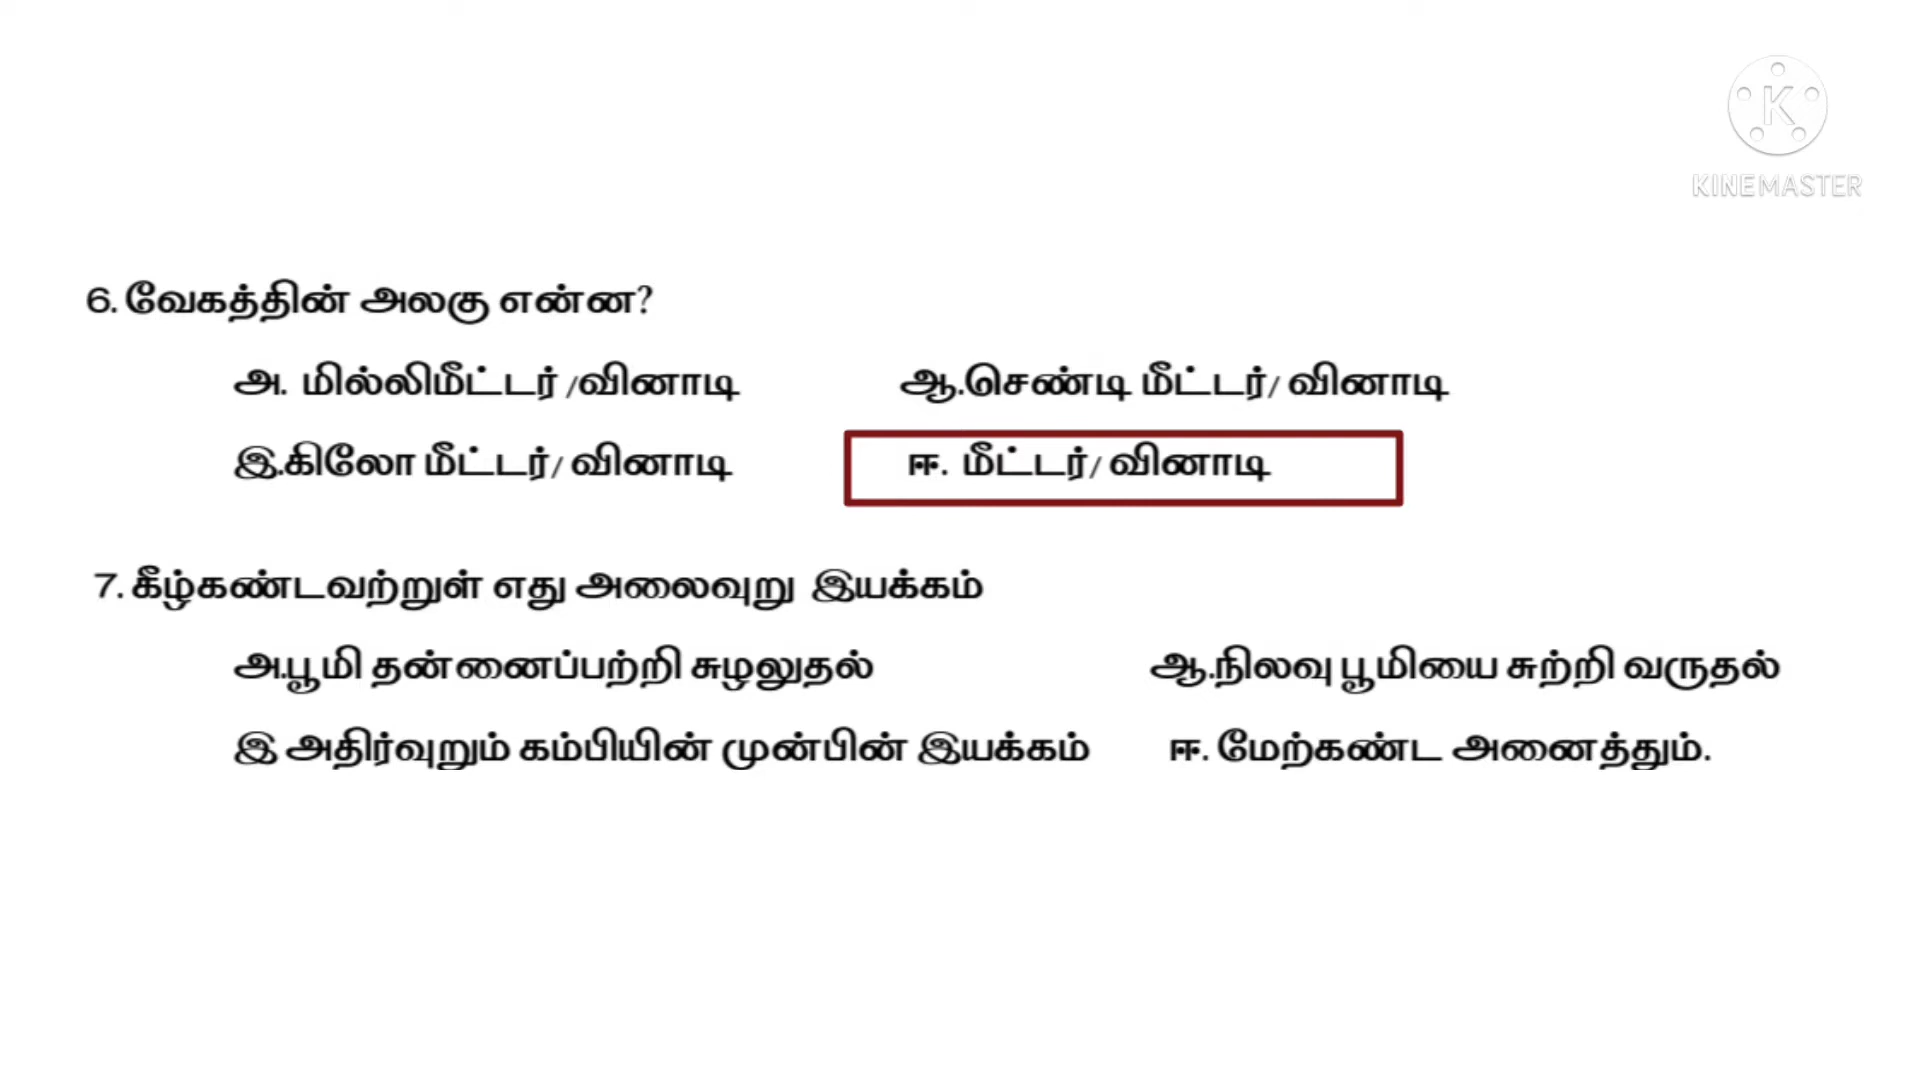 KINEMASTER
6. வேகத்தின் அலகு என்ன?
அ. மில்லிமீட்டர் /வினாடி ஆ.செண்டி மீட்டர்/ வினாடி
இ.கிலோ மீட்டர்/ வினாடி ஈ. மீட்டர்/ வினாடி
7. கீழ்கண்டவற்றுள் எது அலைவுறு இயக்கம்
அ.பூமி தன்னைப்பற்றி சுழலுதல் ஆ.நிலவு பூமியை சுற்றி வருதல்
இ அதிர்வுறும் கம்பியின் முன்பின் இயக்கம் ஈ. மேற்கண்ட அனைத்தும்.